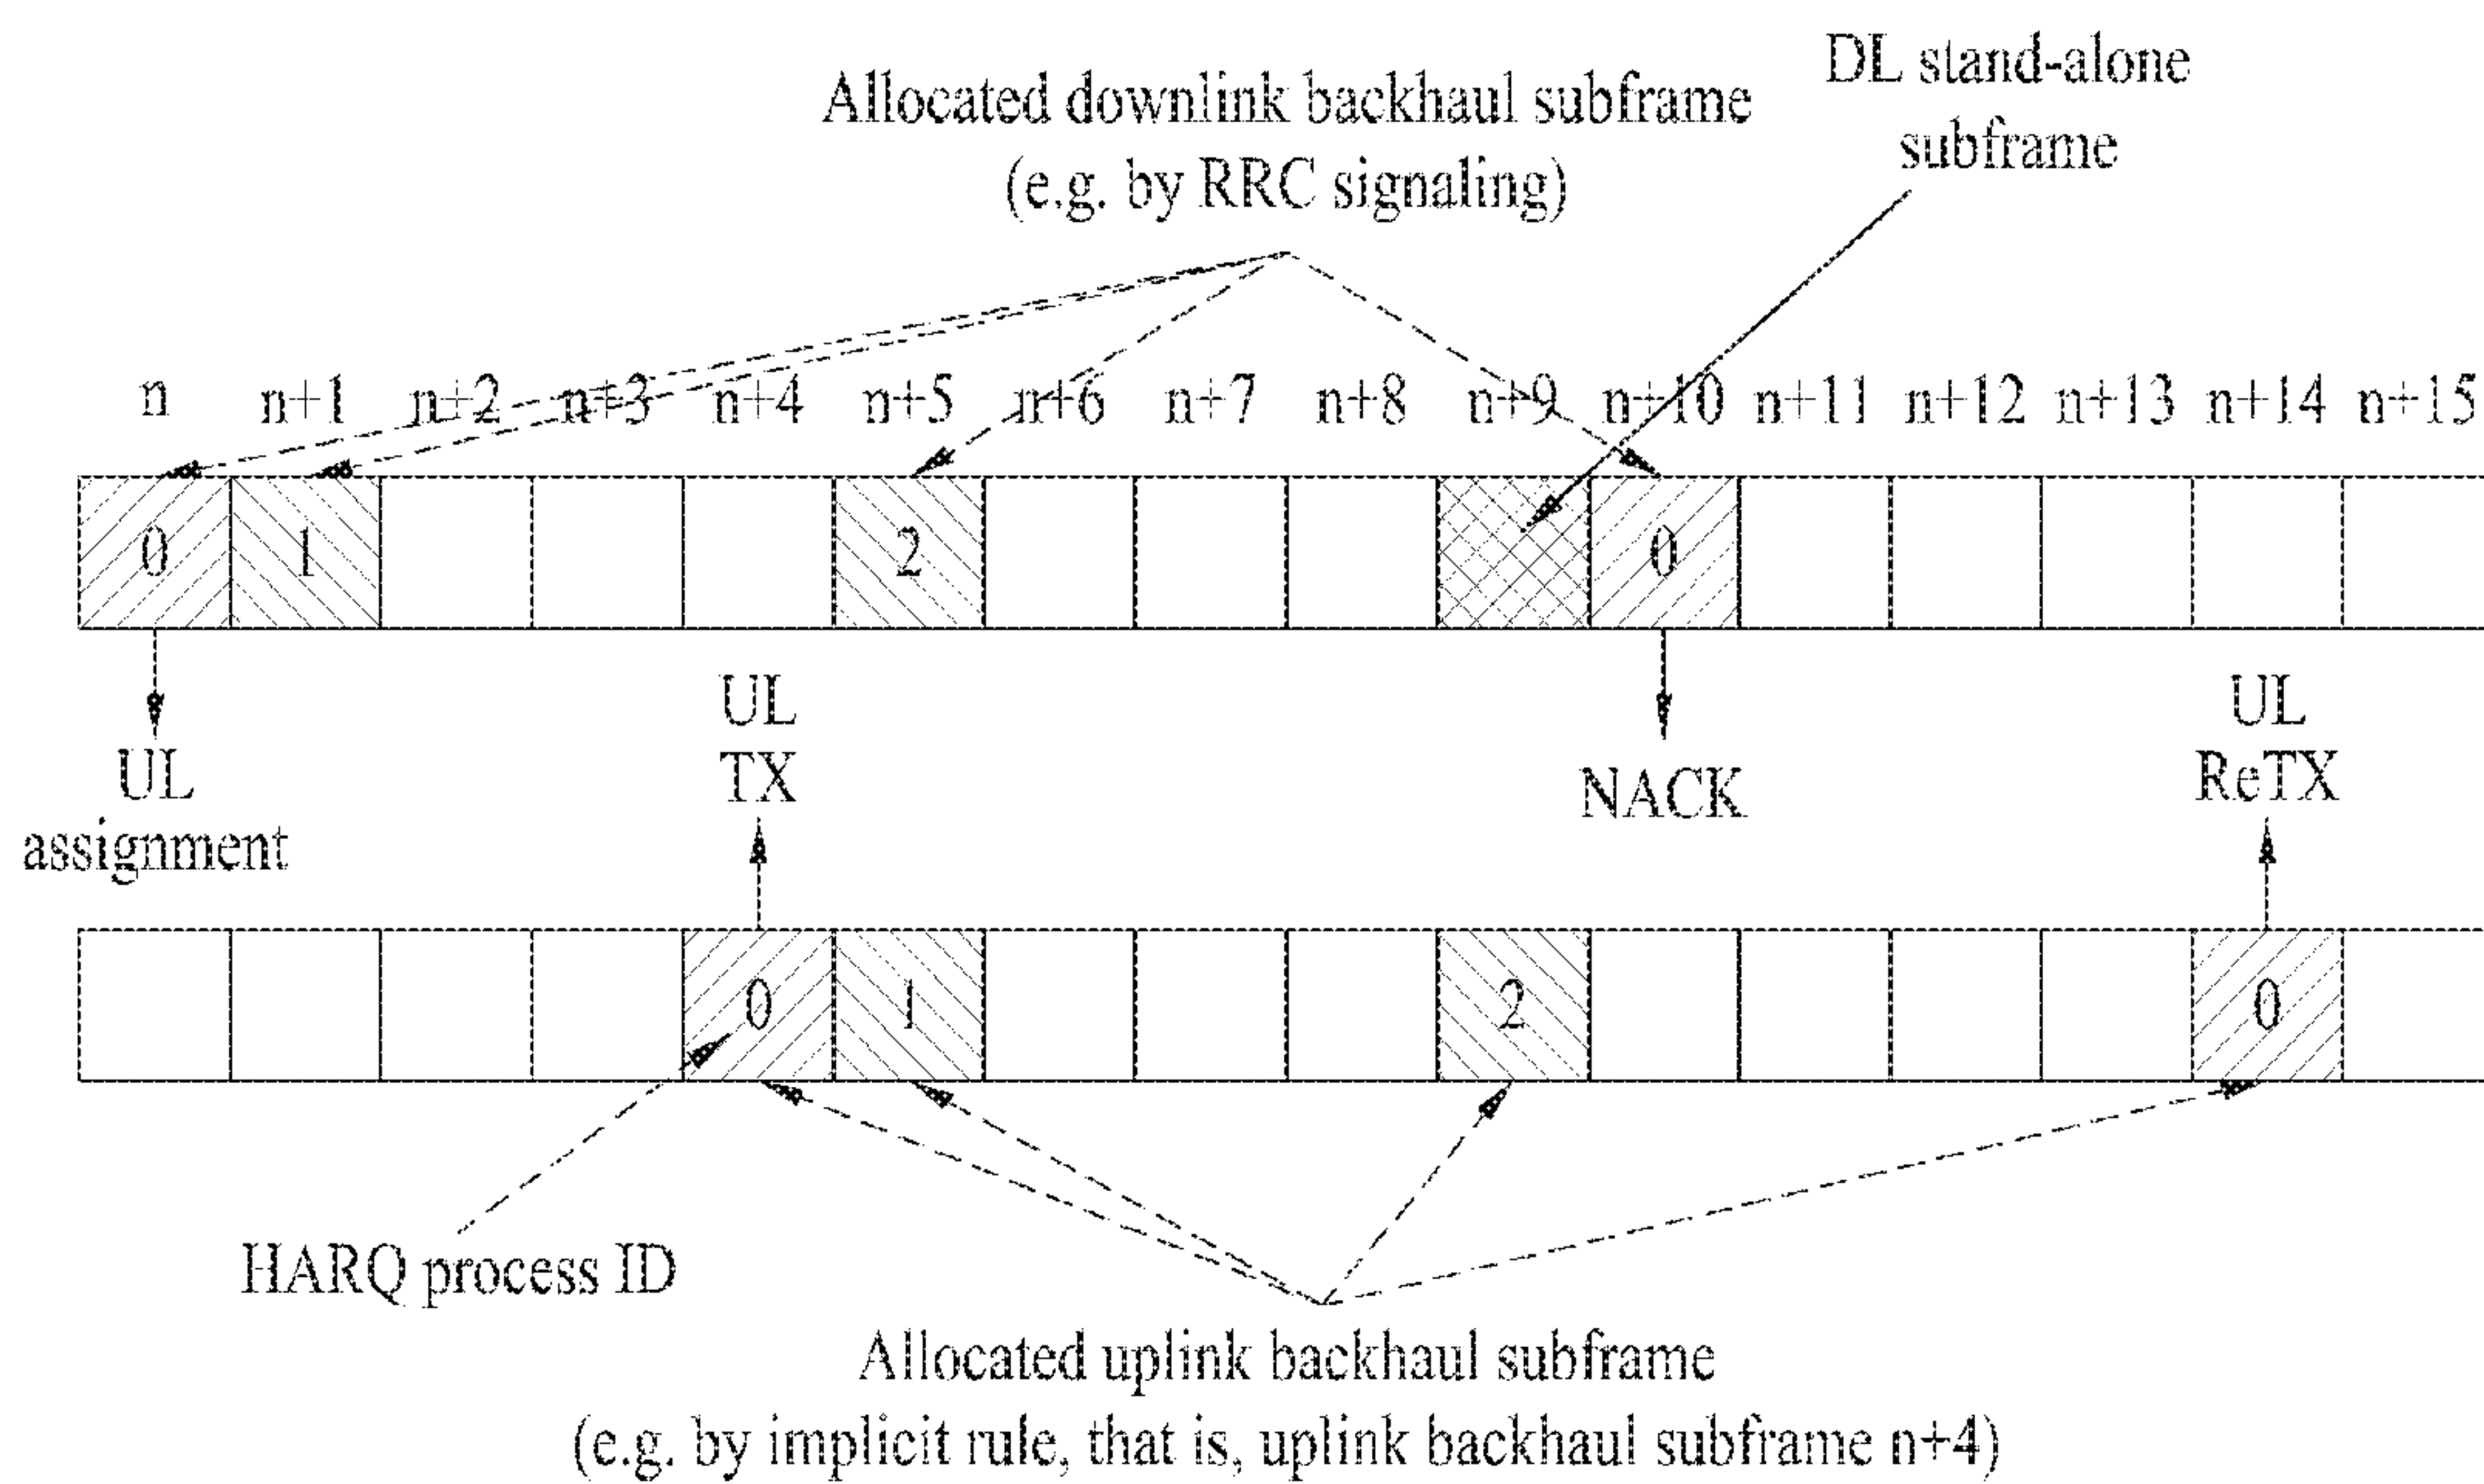 DL stand-alone
subframe
Allocated downlink backhaul subframe
(e.g. by RRC signaling)
n n+1 n+2 n+3 n+4 n+5 n+6 n+7 n+8 n+9 n+10 n+11 n+12 n+13 n+14 n+15
0 1 2 0
UL
assignment
UL
TX
NACK
UL
ReTX
0 1 2 0
HARQ process ID
Allocated uplink backhaul subframe
(e.g. by implicit rule, that is, uplink backhaul subframe n+4)